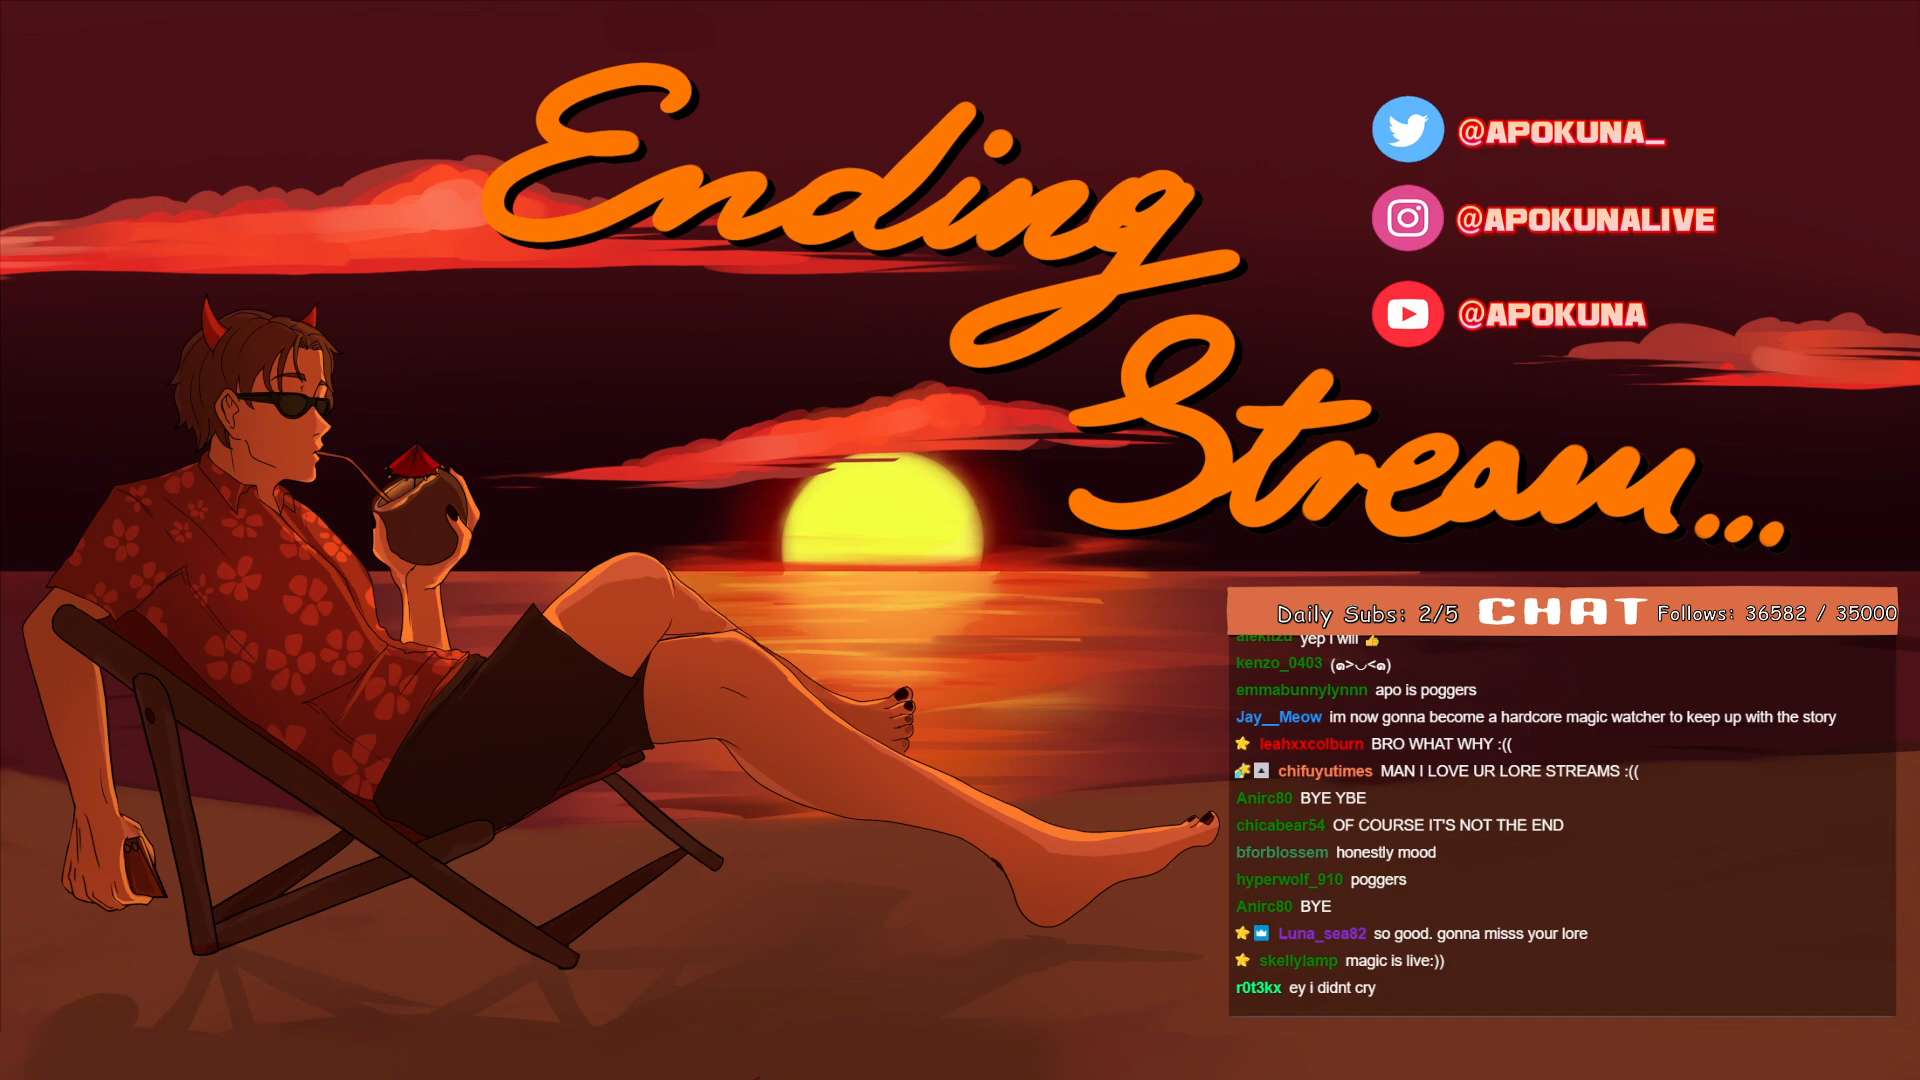 Ending
Stream...
@APOKUNA_
@APOKUNALIVE
@APOKUNA
Daily Subs: 2/5 CHAT Follows: 36582 / 35000
alekitzu yep i will 👍
kenzo_0403 (๑>◡<๑)
emmabunnylynnn apo is poggers
Jay__Meow im now gonna become a hardcore magic watcher to keep up with the story
leahxxcolburn BRO WHAT WHY :((
chifuyutimes MAN I LOVE UR LORE STREAMS :((
Anirc80 BYE YBE
chicabear54 OF COURSE IT'S NOT THE END
bforblossem honestly mood
hyperwolf_910 poggers
Anirc80 BYE
Luna_sea82 so good. gonna misss your lore
skellylamp magic is live:))
r0t3kx ey i didnt cry